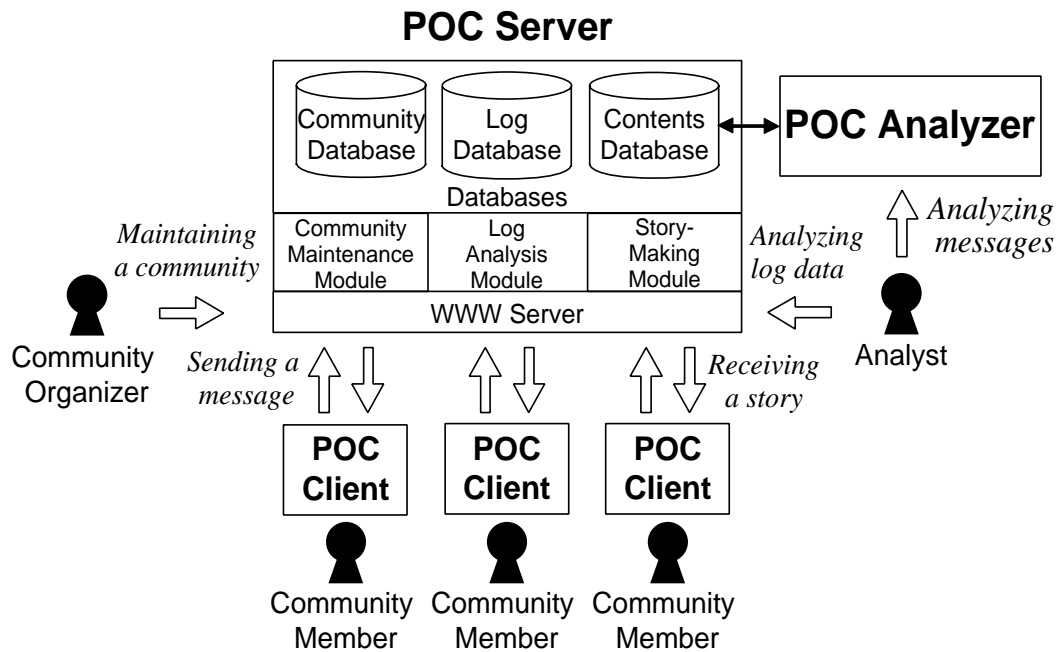 POC Server
Community
Database
Log
Database
Contents
Database
POC Analyzer
Databases
Community
Maintenance
Module
Log
Analysis
Module
Story-
Making
Module
WWW Server
Maintaining
a community
Analyzing
log data
Analyzing
messages
Community
Organizer
Analyst
Sending a
message
Receiving
a story
POC
Client
POC
Client
POC
Client
Community
Member
Community
Member
Community
Member